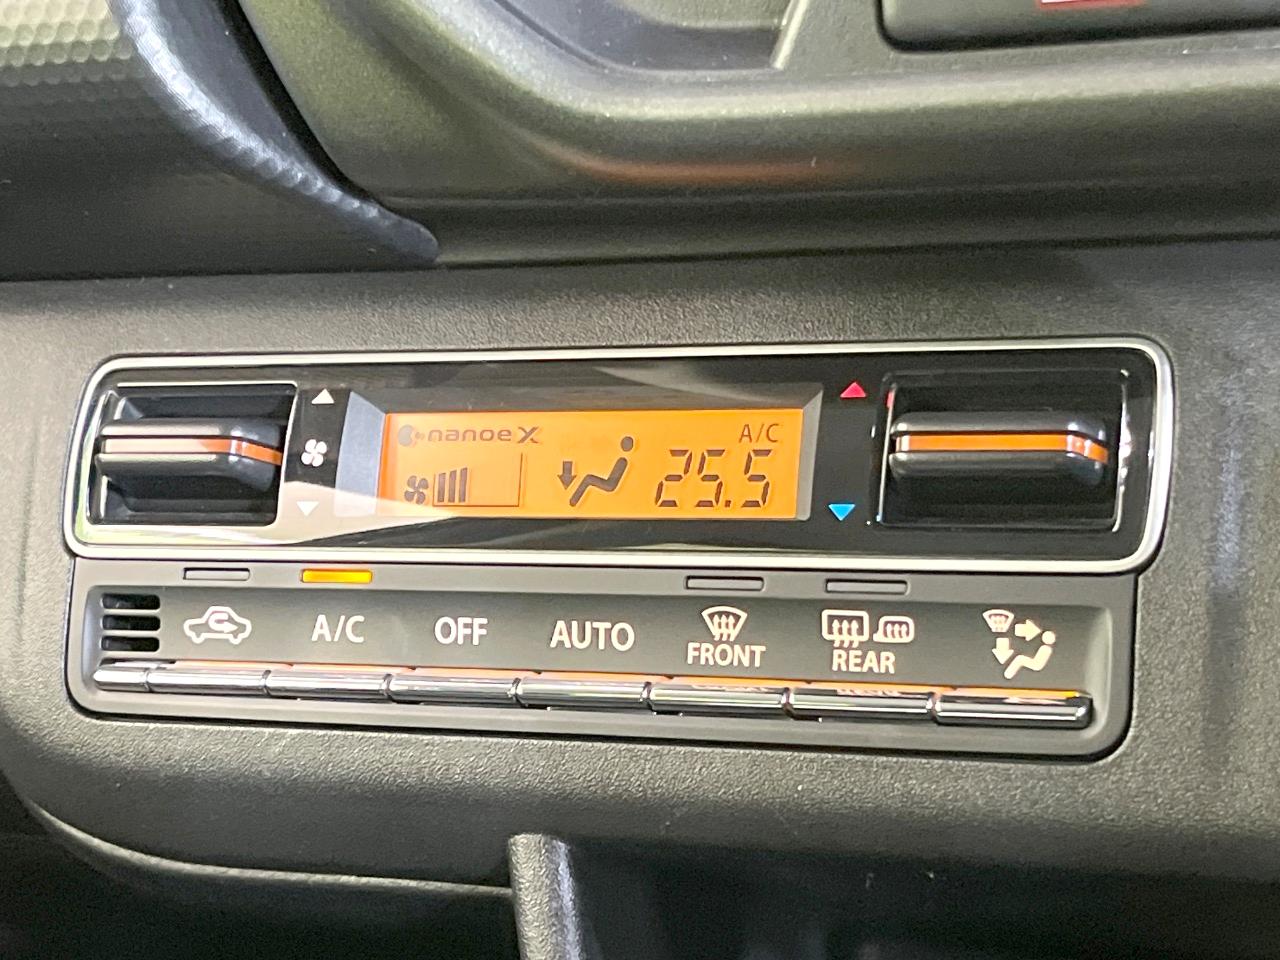 nanoe X
A/C
25.5
A/C
OFF
AUTO
FRONT
REAR